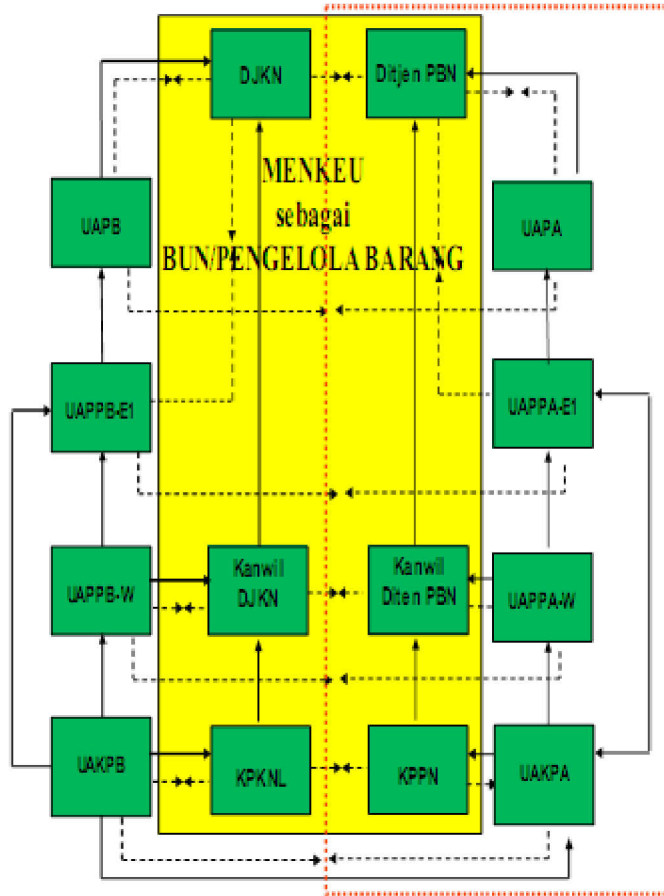 DJKN
Ditjen PBN
MENKEU
sebagai
BUN/PENGELOLA BARANG
UAPB
UAPA
UAPPB-E1
UAPPA-E1
UAPPB-W
Kanwil
DJKN
Kanwil
Diten PBN
UAPPA-W
UAKPB
KPKNL
KPPN
UAKPA